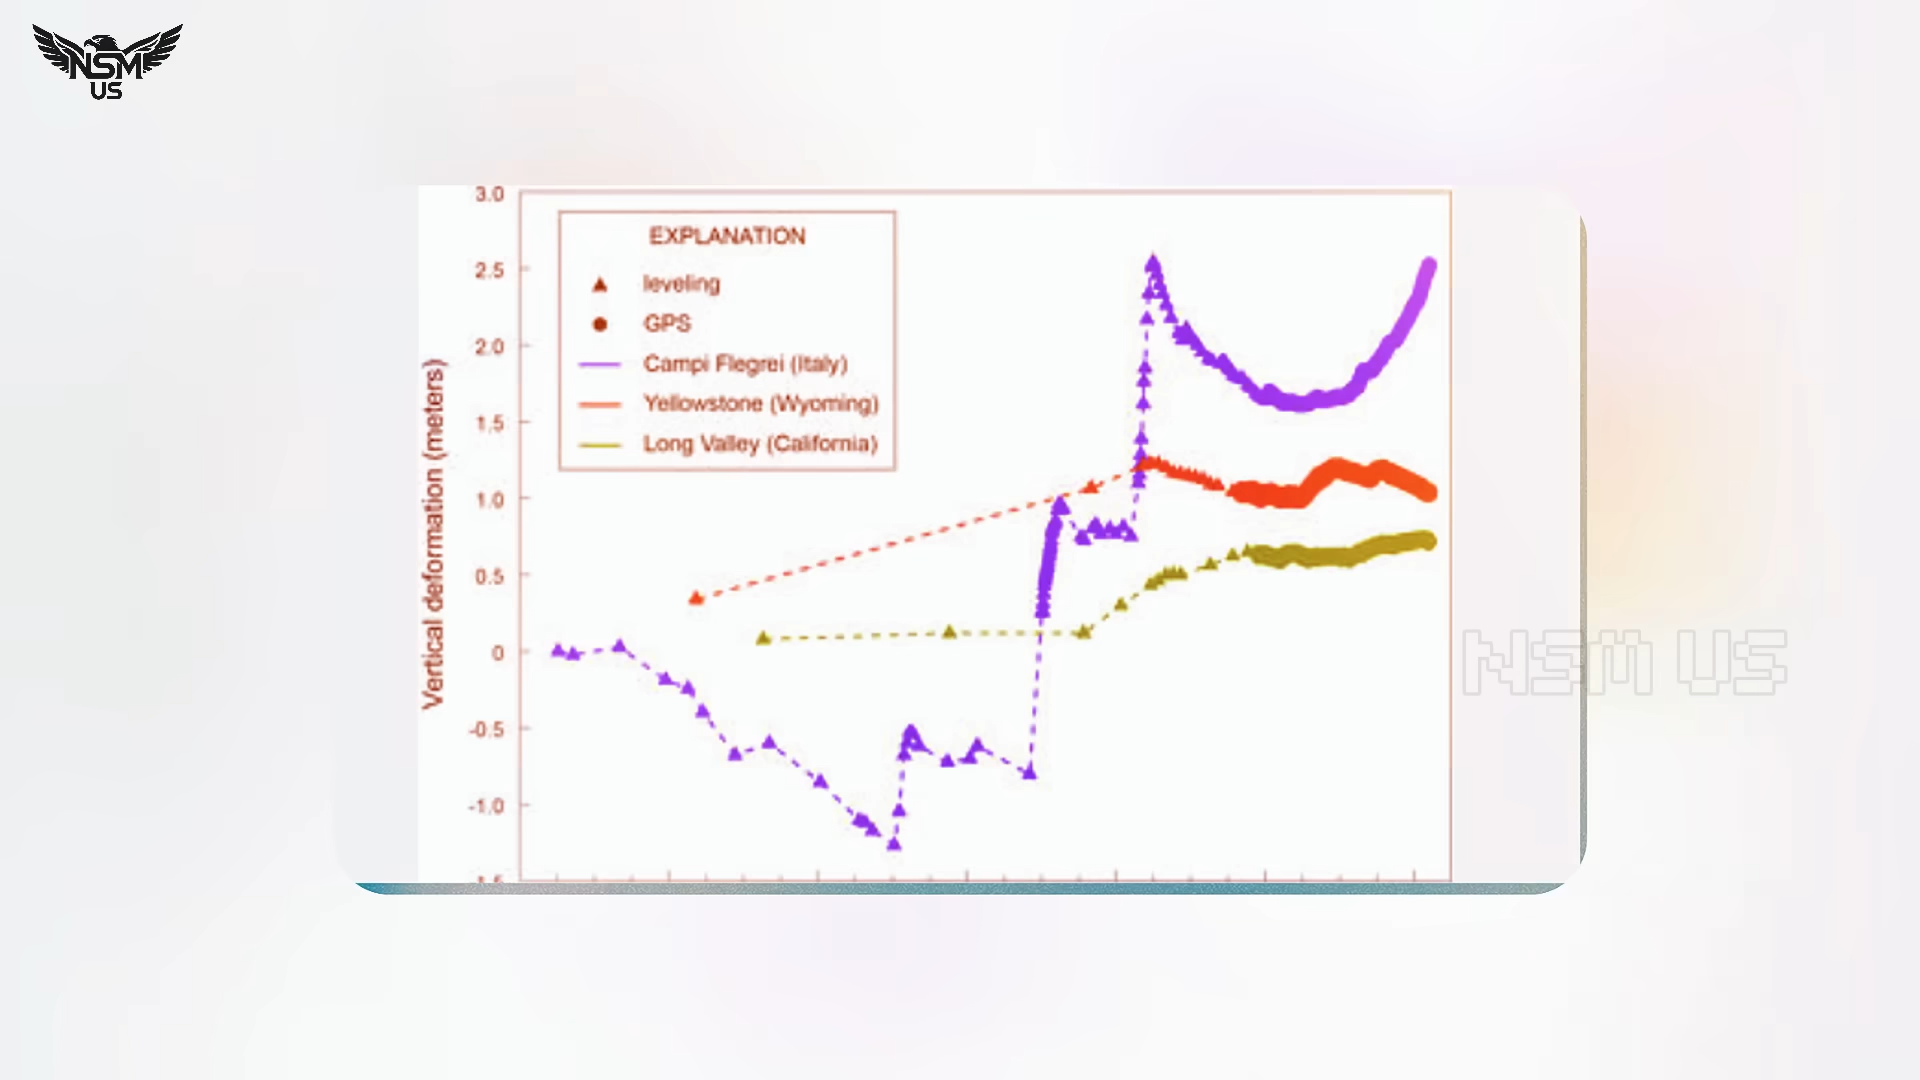 NSM
US
3.0
EXPLANATION
leveling
GPS
Campi Flegrei (Italy)
Yellowstone (Wyoming)
Long Valley (California)
2.5
2.0
1.5
1.0
0.5
0
-0.5
-1.0
Vertical deformation (meters)
NSM US